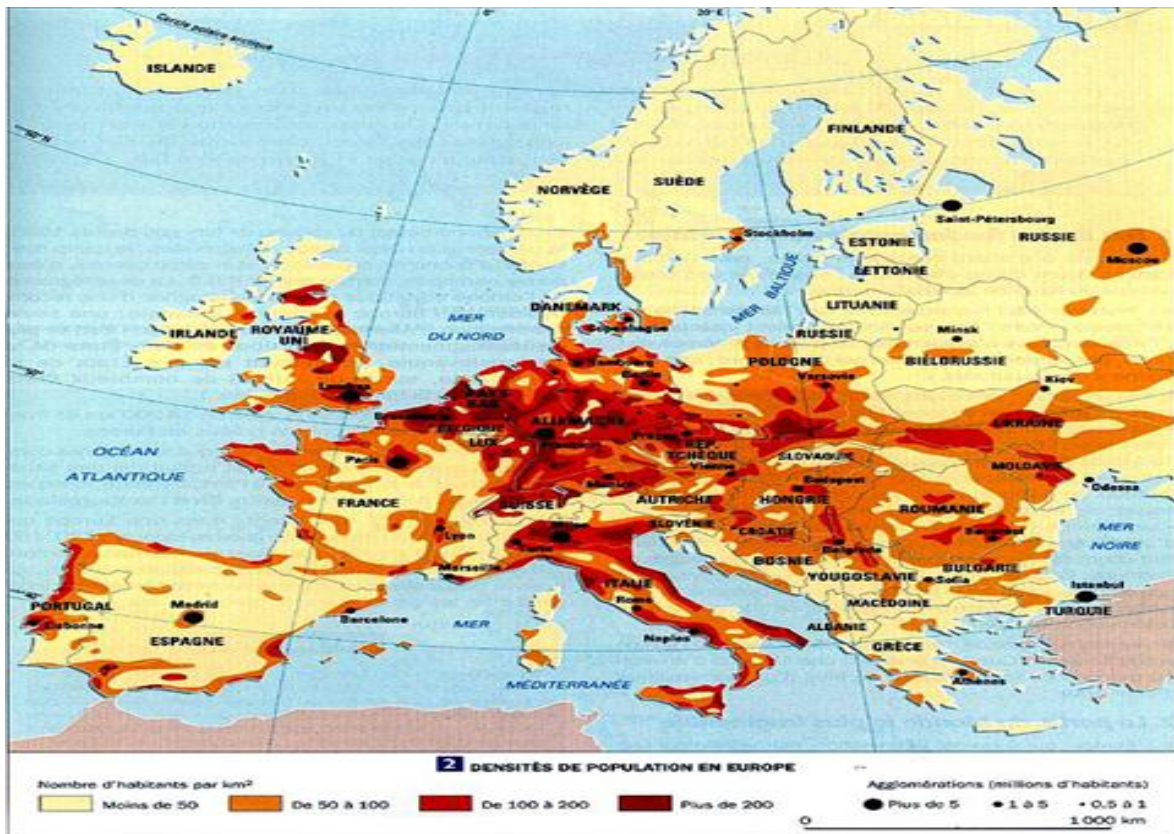 Cercle polaire arctique
0°
20°E
ISLANDE
FINLANDE
NORVÈGE
SUÈDE
Saint-Pétersbourg
RUSSIE
Stockholm
ESTONIE
Moscou
LETTONIE
MER
BALTIQUE
DANEMARK
LITUANIE
MER
DU NORD
Copenhague
IRLANDE
ROYAUME-
UNI
RUSSIE
Minsk
BIÉLORUSSIE
Hambourg
Berlin
POLOGNE
Varsovie
Kiev
Londres
PAYS-
BAS
ALLEMAGNE
BELGIQUE
LUX.
Prague
RÉP.
TCHÈQUE
UKRAINE
OCÉAN
ATLANTIQUE
Paris
Vienne
SLOVAQUIE
MOLDAVIE
Munich
Budapest
Odessa
FRANCE
SUISSE
AUTRICHE
HONGRIE
ROUMANIE
Lyon
Milan
SLOVÉNIE
CROATIE
MER
NOIRE
Turin
Belgrade
Bucarest
BOSNIE
Marseille
YOUGOSLAVIE
BULGARIE
Sofia
ITALIE
Rome
Istanbul
PORTUGAL
Madrid
MACÉDOINE
TURQUIE
Lisbonne
Barcelone
MER
Naples
ALBANIE
ESPAGNE
GRÈCE
MÉDITERRANÉE
Athènes
2 DENSITÉS DE POPULATION EN EUROPE
Nombre d'habitants par km²
Agglomérations (millions d'habitants)
Moins de 50
De 50 à 100
De 100 à 200
Plus de 200
Plus de 5
1 à 5
0,5 à 1
0
1 000 km